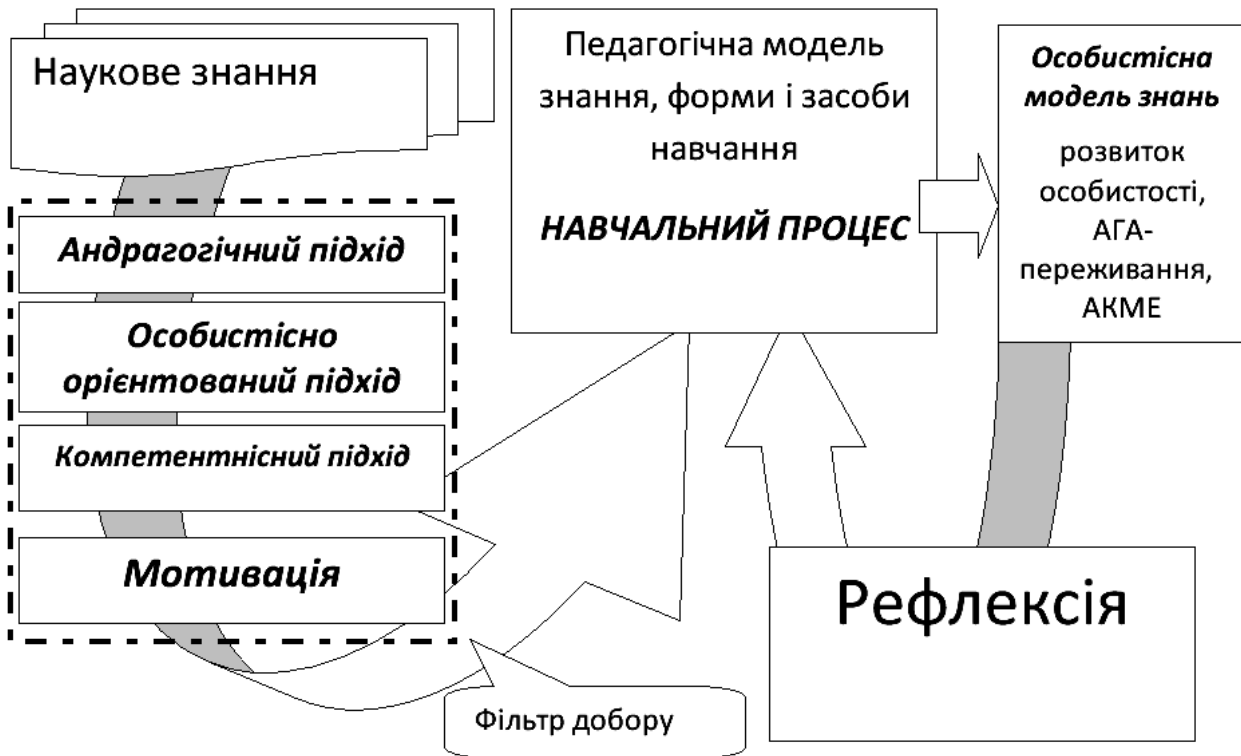 Наукове знання
Андрагогічний підхід
Особистісно
орієнтований підхід
Компетентнісний підхід
Мотивація
Фільтр добору
Педагогічна модель
знання, форми і засоби
навчання
НАВЧАЛЬНИЙ ПРОЦЕС
Особистісна
модель знань
розвиток
особистості,
АГА-
переживання,
АКМЕ
Рефлексія